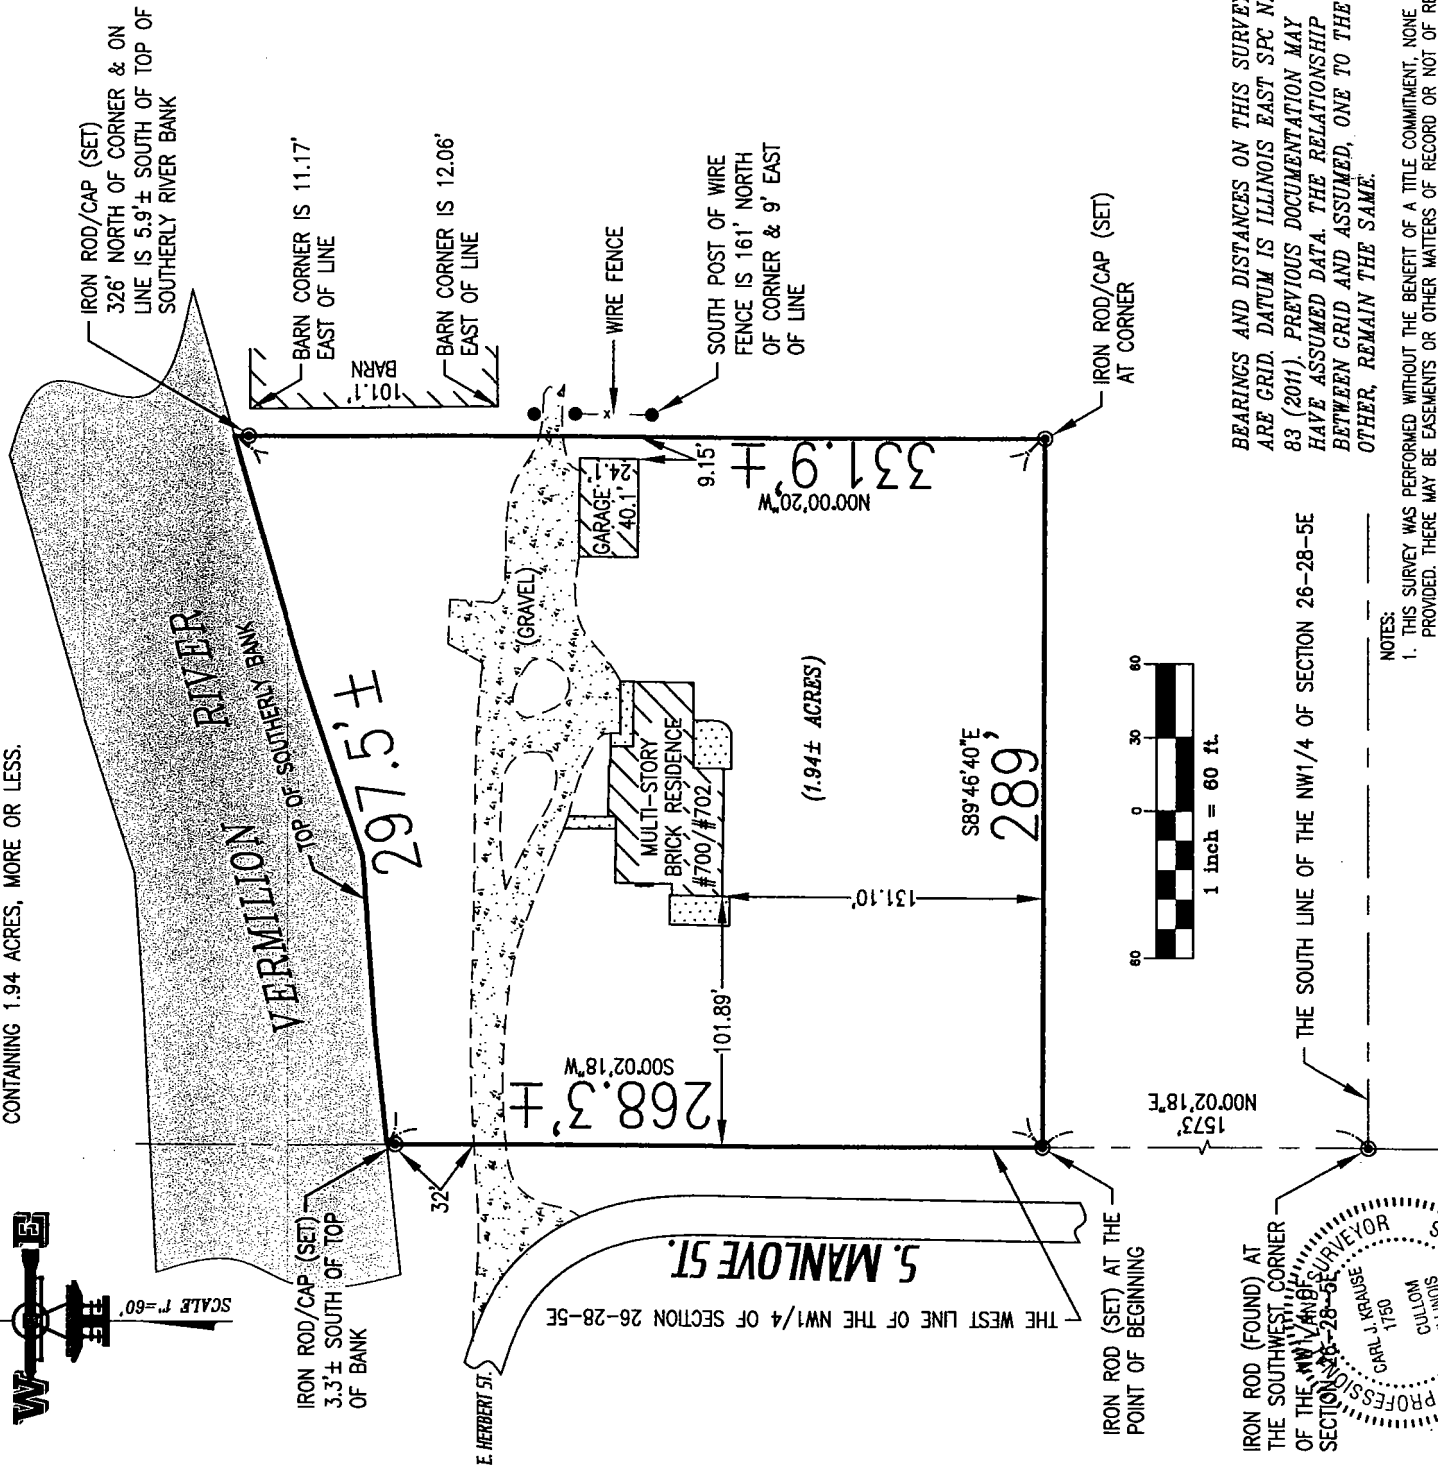 CONTAINING 1.94 ACRES, MORE OR LESS.
W E
SCALE 1"=60'
IRON ROD/CAP (SET)
326' NORTH OF CORNER & ON
LINE IS 5.9'± SOUTH OF TOP OF
SOUTHERLY RIVER BANK
BARN CORNER IS 11.17'
EAST OF LINE
101.1'
BARN
BARN CORNER IS 12.06'
EAST OF LINE
WIRE FENCE
x
SOUTH POST OF WIRE
FENCE IS 161' NORTH
OF CORNER & 9' EAST
OF LINE
IRON ROD/CAP (SET)
AT CORNER
VERMILION RIVER
TOP OF SOUTHERLY BANK
297.5'±
331.9'±
N00°00'20"W
9.15'
GARAGE
24.1'
40.1'
(GRAVEL)
MULTI-STORY
BRICK RESIDENCE
#700/#702
(1.94± ACRES)
131.10'
101.89'
S89°46'40"E
289'
268.3'±
S00°02'18"W
32'
IRON ROD/CAP (SET)
3.3'± SOUTH OF TOP
OF BANK
E. HERBERT ST.
S. MANLOVE ST.
THE WEST LINE OF THE NW1/4 OF SECTION 26-28-5E
IRON ROD (SET) AT THE
POINT OF BEGINNING
60 0 30 60
1 inch = 60 ft.
THE SOUTH LINE OF THE NW1/4 OF SECTION 26-28-5E
1573'
N00°02'18"E
IRON ROD (FOUND) AT
THE SOUTHWEST CORNER
OF THE NW1/4 OF
SECTION 26-28-5E
PROFESSIONAL LAND SURVEYOR
CARL J. KRAUSE
1750
CULLOM
BEARINGS AND DISTANCES ON THIS SURVEY
ARE GRID. DATUM IS ILLINOIS EAST SPC N
83 (2011). PREVIOUS DOCUMENTATION MAY
HAVE ASSUMED DATA. THE RELATIONSHIP
BETWEEN GRID AND ASSUMED, ONE TO THE
OTHER, REMAIN THE SAME.
NOTES:
1. THIS SURVEY WAS PERFORMED WITHOUT THE BENEFIT OF A TITLE COMMITMENT, NONE
PROVIDED. THERE MAY BE EASEMENTS OR OTHER MATTERS OF RECORD OR NOT OF RE